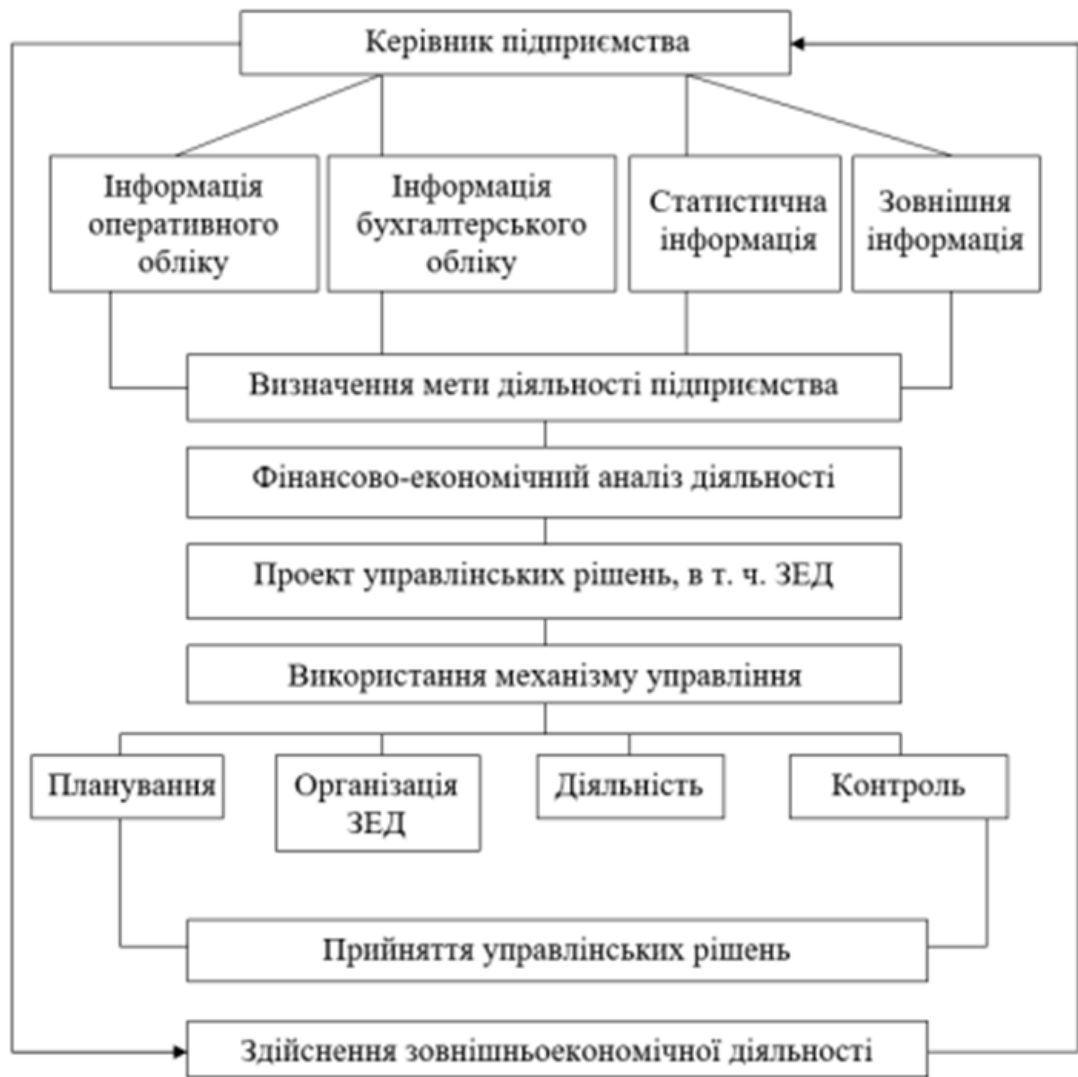 Керівник підприємства
Інформація
оперативного
обліку
Інформація
бухгалтерського
обліку
Статистична
інформація
Зовнішня
інформація
Визначення мети діяльності підприємства
Фінансово-економічний аналіз діяльності
Проект управлінських рішень, в т. ч. ЗЕД
Використання механізму управління
Планування
Організація
ЗЕД
Діяльність
Контроль
Прийняття управлінських рішень
Здійснення зовнішньоекономічної діяльності